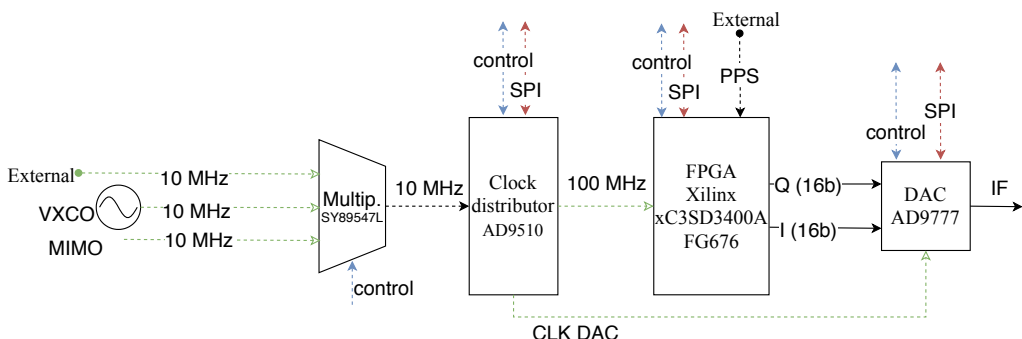 External
control
SPI
control
SPI
PPS
SPI
control
External
10 MHz
VXCO
10 MHz
MIMO
10 MHz
Multip.
SY89547L
control
10 MHz
Clock
distributor
AD9510
100 MHz
FPGA
Xilinx
xC3SD3400A
FG676
Q (16b)
I (16b)
DAC
AD9777
IF
CLK DAC